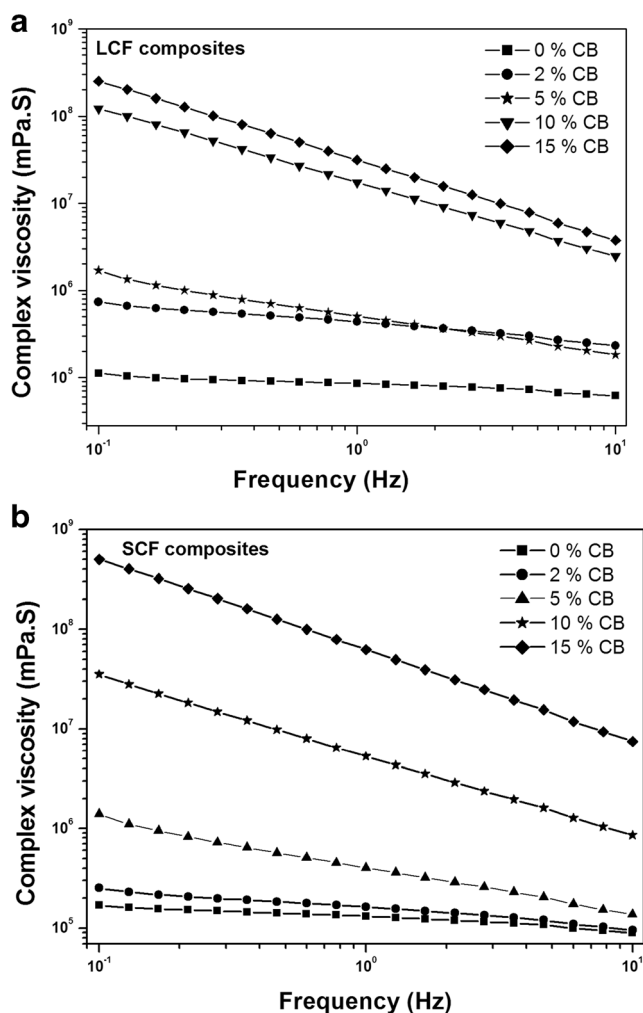 a
LCF composites
0 % CB
2 % CB
5 % CB
10 % CB
15 % CB
10⁹
10⁸
10⁷
10⁶
10⁵
Complex viscosity (mPa.S)
10⁻¹ 10⁰ 10¹
Frequency (Hz)
b
SCF composites
0 % CB
2 % CB
5 % CB
10 % CB
15 % CB
10⁹
10⁸
10⁷
10⁶
10⁵
Complex viscosity (mPa.S)
10⁻¹ 10⁰ 10¹
Frequency (Hz)